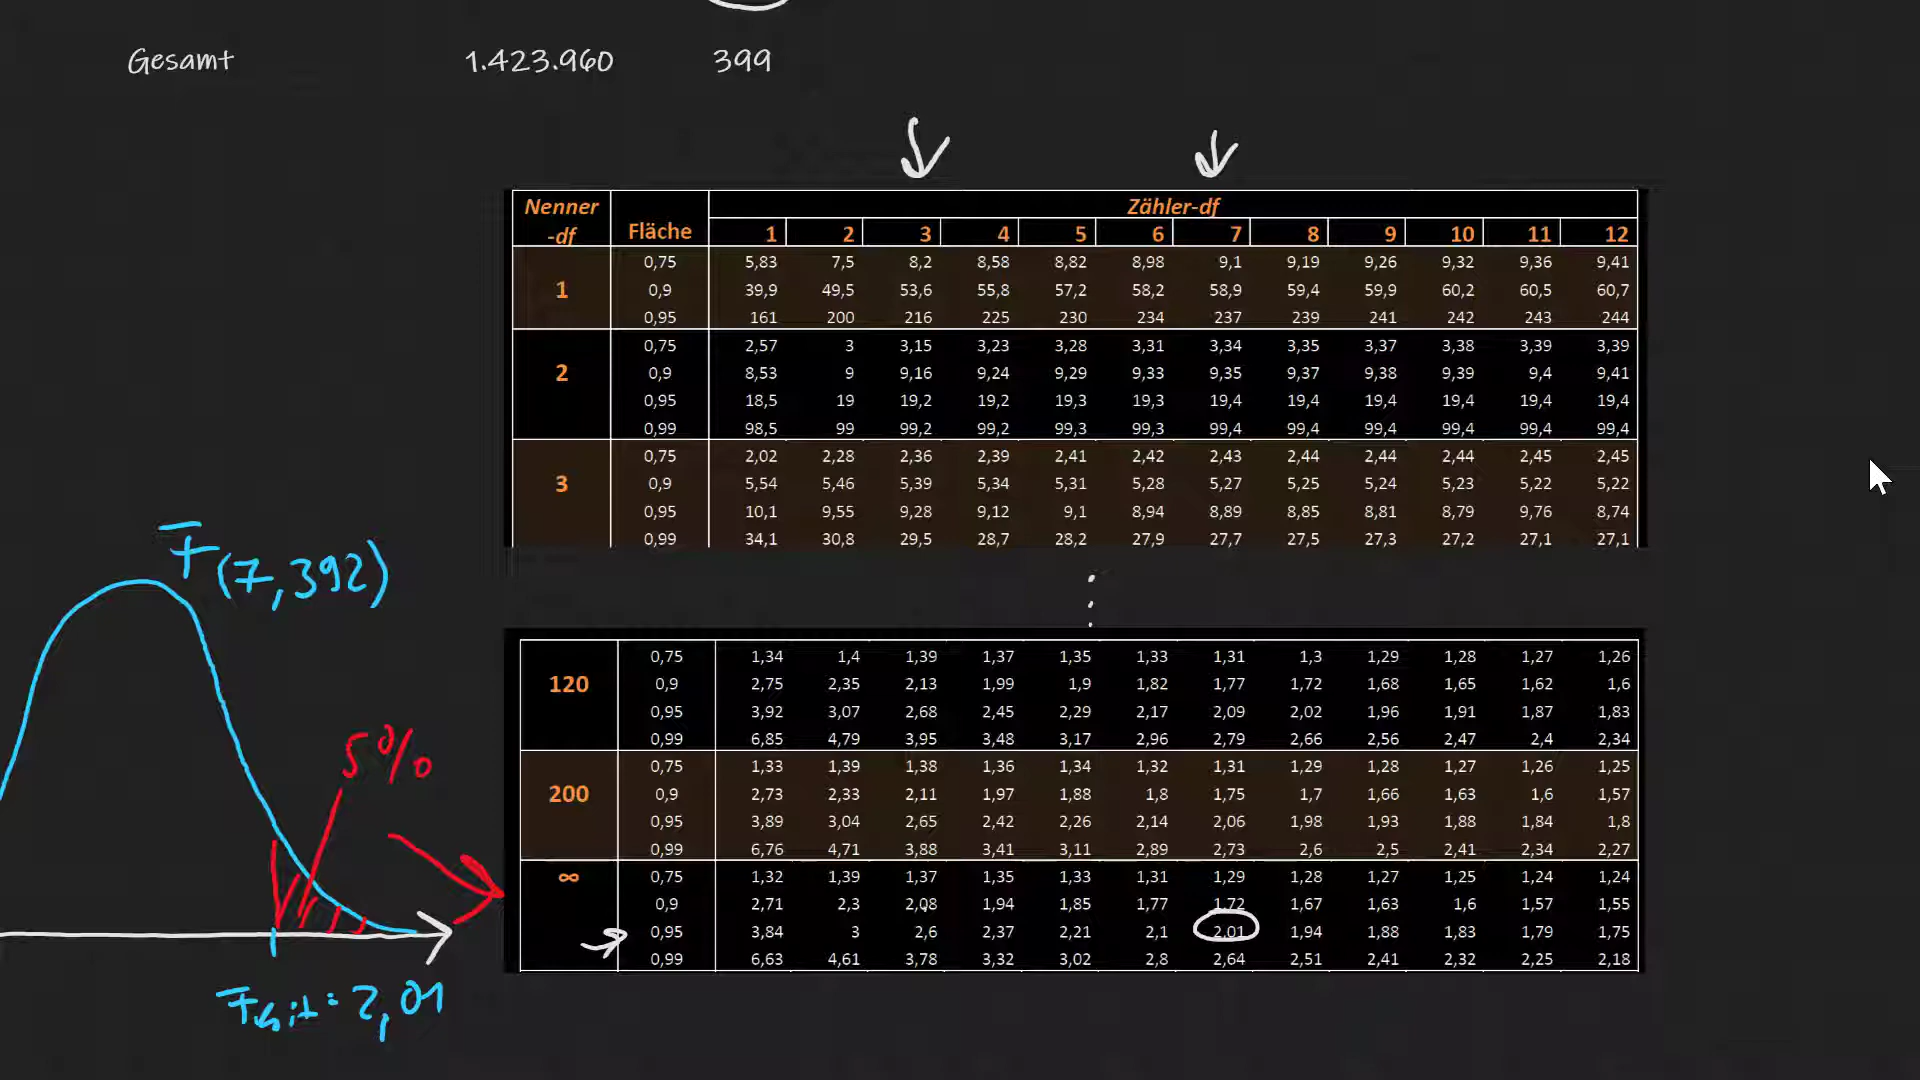 Gesamt 1.423.960 399
Nenner-df Fläche Zähler-df
1 2 3 4 5 6 7 8 9 10 11 12
0,75 5,83 7,5 8,2 8,58 8,82 8,98 9,1 9,19 9,26 9,32 9,36 9,41
1 0,9 39,9 49,5 53,6 55,8 57,2 58,2 58,9 59,4 59,9 60,2 60,5 60,7
0,95 161 200 216 225 230 234 237 239 241 242 243 244
0,75 2,57 3 3,15 3,23 3,28 3,31 3,34 3,35 3,37 3,38 3,39 3,39
2 0,9 8,53 9 9,16 9,24 9,29 9,33 9,35 9,37 9,38 9,39 9,4 9,41
0,95 18,5 19 19,2 19,2 19,3 19,3 19,4 19,4 19,4 19,4 19,4 19,4
0,99 98,5 99 99,2 99,2 99,3 99,3 99,4 99,4 99,4 99,4 99,4 99,4
0,75 2,02 2,28 2,36 2,39 2,41 2,42 2,43 2,44 2,44 2,44 2,45 2,45
3 0,9 5,54 5,46 5,39 5,34 5,31 5,28 5,27 5,25 5,24 5,23 5,22 5,22
0,95 10,1 9,55 9,28 9,12 9,1 8,94 8,89 8,85 8,81 8,79 9,76 8,74
0,99 34,1 30,8 29,5 28,7 28,2 27,9 27,7 27,5 27,3 27,2 27,1 27,1
F(7,392)
0,75 1,34 1,4 1,39 1,37 1,35 1,33 1,31 1,3 1,29 1,28 1,27 1,26
120 0,9 2,75 2,35 2,13 1,99 1,9 1,82 1,77 1,72 1,68 1,65 1,62 1,6
0,95 3,92 3,07 2,68 2,45 2,29 2,17 2,09 2,02 1,96 1,91 1,87 1,83
0,99 6,85 4,79 3,95 3,48 3,17 2,96 2,79 2,66 2,56 2,47 2,4 2,34
5%
0,75 1,33 1,39 1,38 1,36 1,34 1,32 1,31 1,29 1,28 1,27 1,26 1,25
200 0,9 2,73 2,33 2,11 1,97 1,88 1,8 1,75 1,7 1,66 1,63 1,6 1,57
0,95 3,89 3,04 2,65 2,42 2,26 2,14 2,06 1,98 1,93 1,88 1,84 1,8
0,99 6,76 4,71 3,88 3,41 3,11 2,89 2,73 2,6 2,5 2,41 2,34 2,27
∞ 0,75 1,32 1,39 1,37 1,35 1,33 1,31 1,29 1,28 1,27 1,25 1,24 1,24
0,9 2,71 2,3 2,08 1,94 1,85 1,77 1,72 1,67 1,63 1,6 1,57 1,55
0,95 3,84 3 2,6 2,37 2,21 2,1 2,01 1,94 1,88 1,83 1,79 1,75
0,99 6,63 4,61 3,78 3,32 3,02 2,8 2,64 2,51 2,41 2,32 2,25 2,18
Fkrit = 2,01